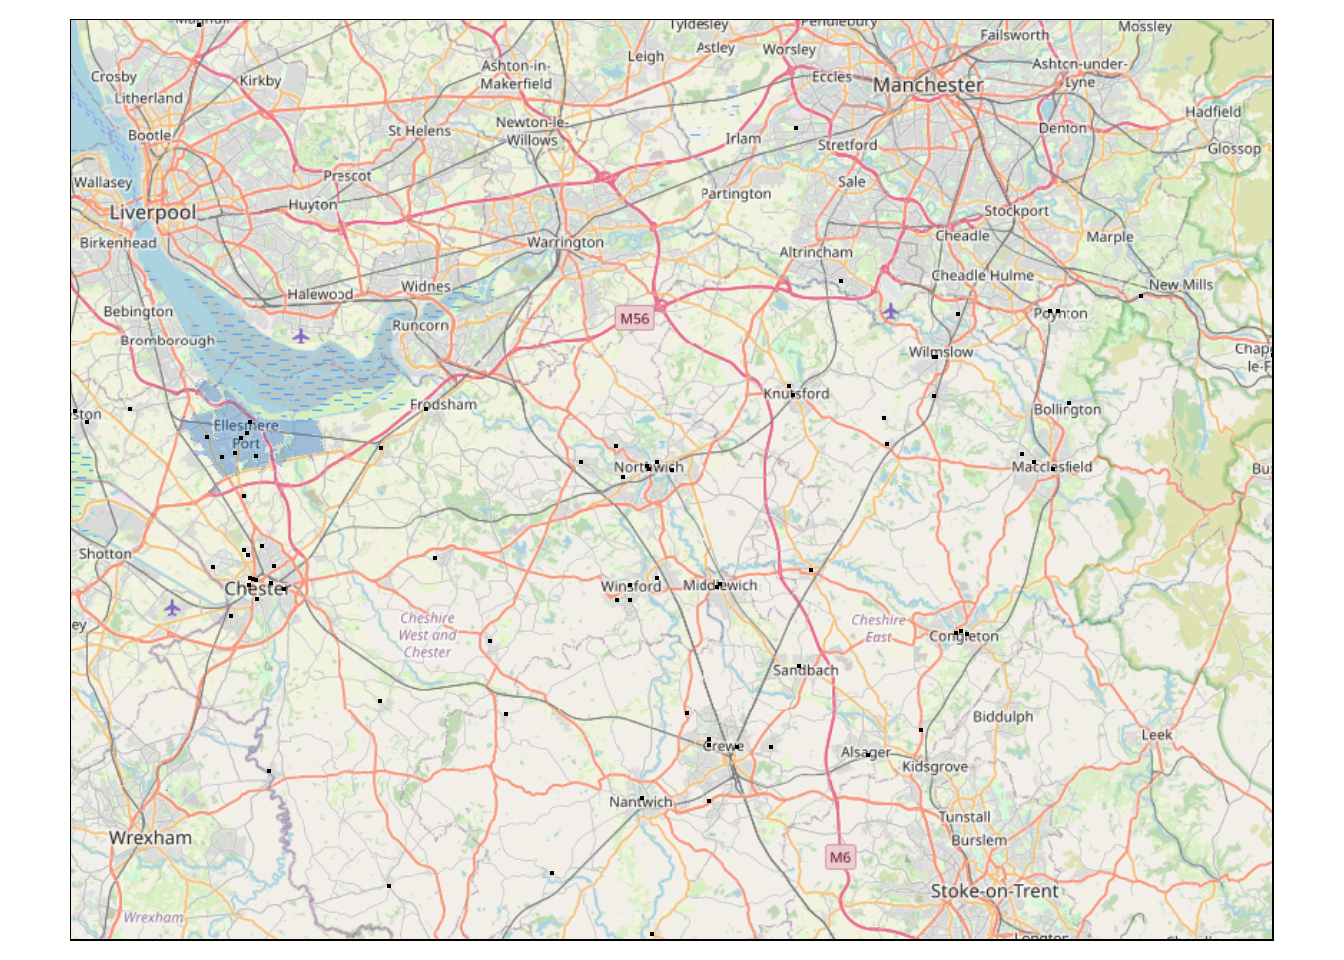 Tyldesley
Pendlebury
Mossley
Failsworth
Astley
Worsley
Leigh
Ashton-in-
Makerfield
Ashton-under-
Lyne
Crosby
Kirkby
Eccles
Manchester
Litherland
Hadfield
Bootle
St Helens
Newton-le-
Willows
Irlam
Stretford
Denton
Glossop
Wallasey
Prescot
Sale
Partington
Huyton
Liverpool
Stockport
Birkenhead
Warrington
Altrincham
Cheadle
Marple
Cheadle Hulme
Widnes
Halewood
New Mills
Bebington
M56
Runcorn
Poynton
Bromborough
Wilmslow
Chap
le-F
Knutsford
Frodsham
Bollington
ston
Ellesmere
Port
Northwich
Macclesfield
Bu
Shotton
Chester
Winsford
Middlewich
Cheshire
West and
Chester
Cheshire
East
ey
Congleton
Sandbach
Biddulph
Leek
Crewe
Alsager
Kidsgrove
Nantwich
Tunstall
Wrexham
Burslem
M6
Stoke-on-Trent
Wrexham